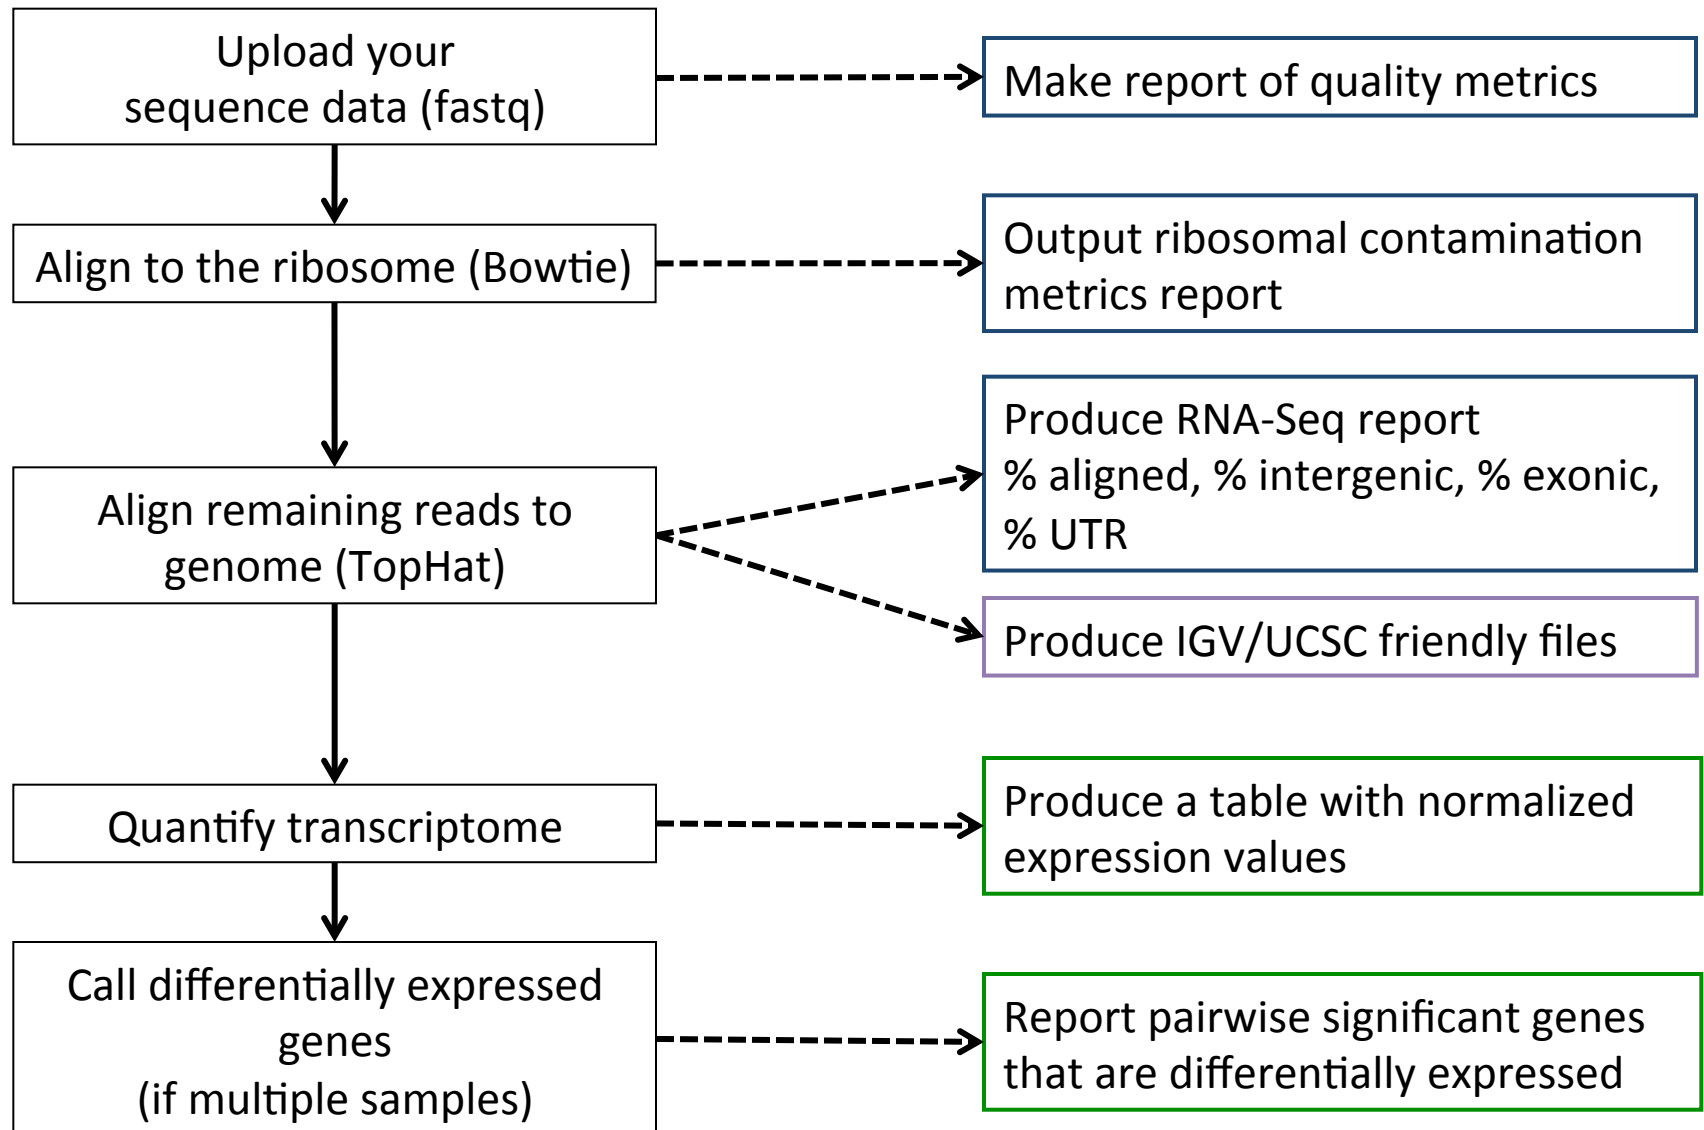 Upload your
sequence data (fastq)
Make report of quality metrics
Align to the ribosome (Bowtie)
Output ribosomal contamination
metrics report
Align remaining reads to
genome (TopHat)
Produce RNA-Seq report
% aligned, % intergenic, % exonic,
% UTR
Produce IGV/UCSC friendly files
Quantify transcriptome
Produce a table with normalized
expression values
Call differentially expressed
genes
(if multiple samples)
Report pairwise significant genes
that are differentially expressed